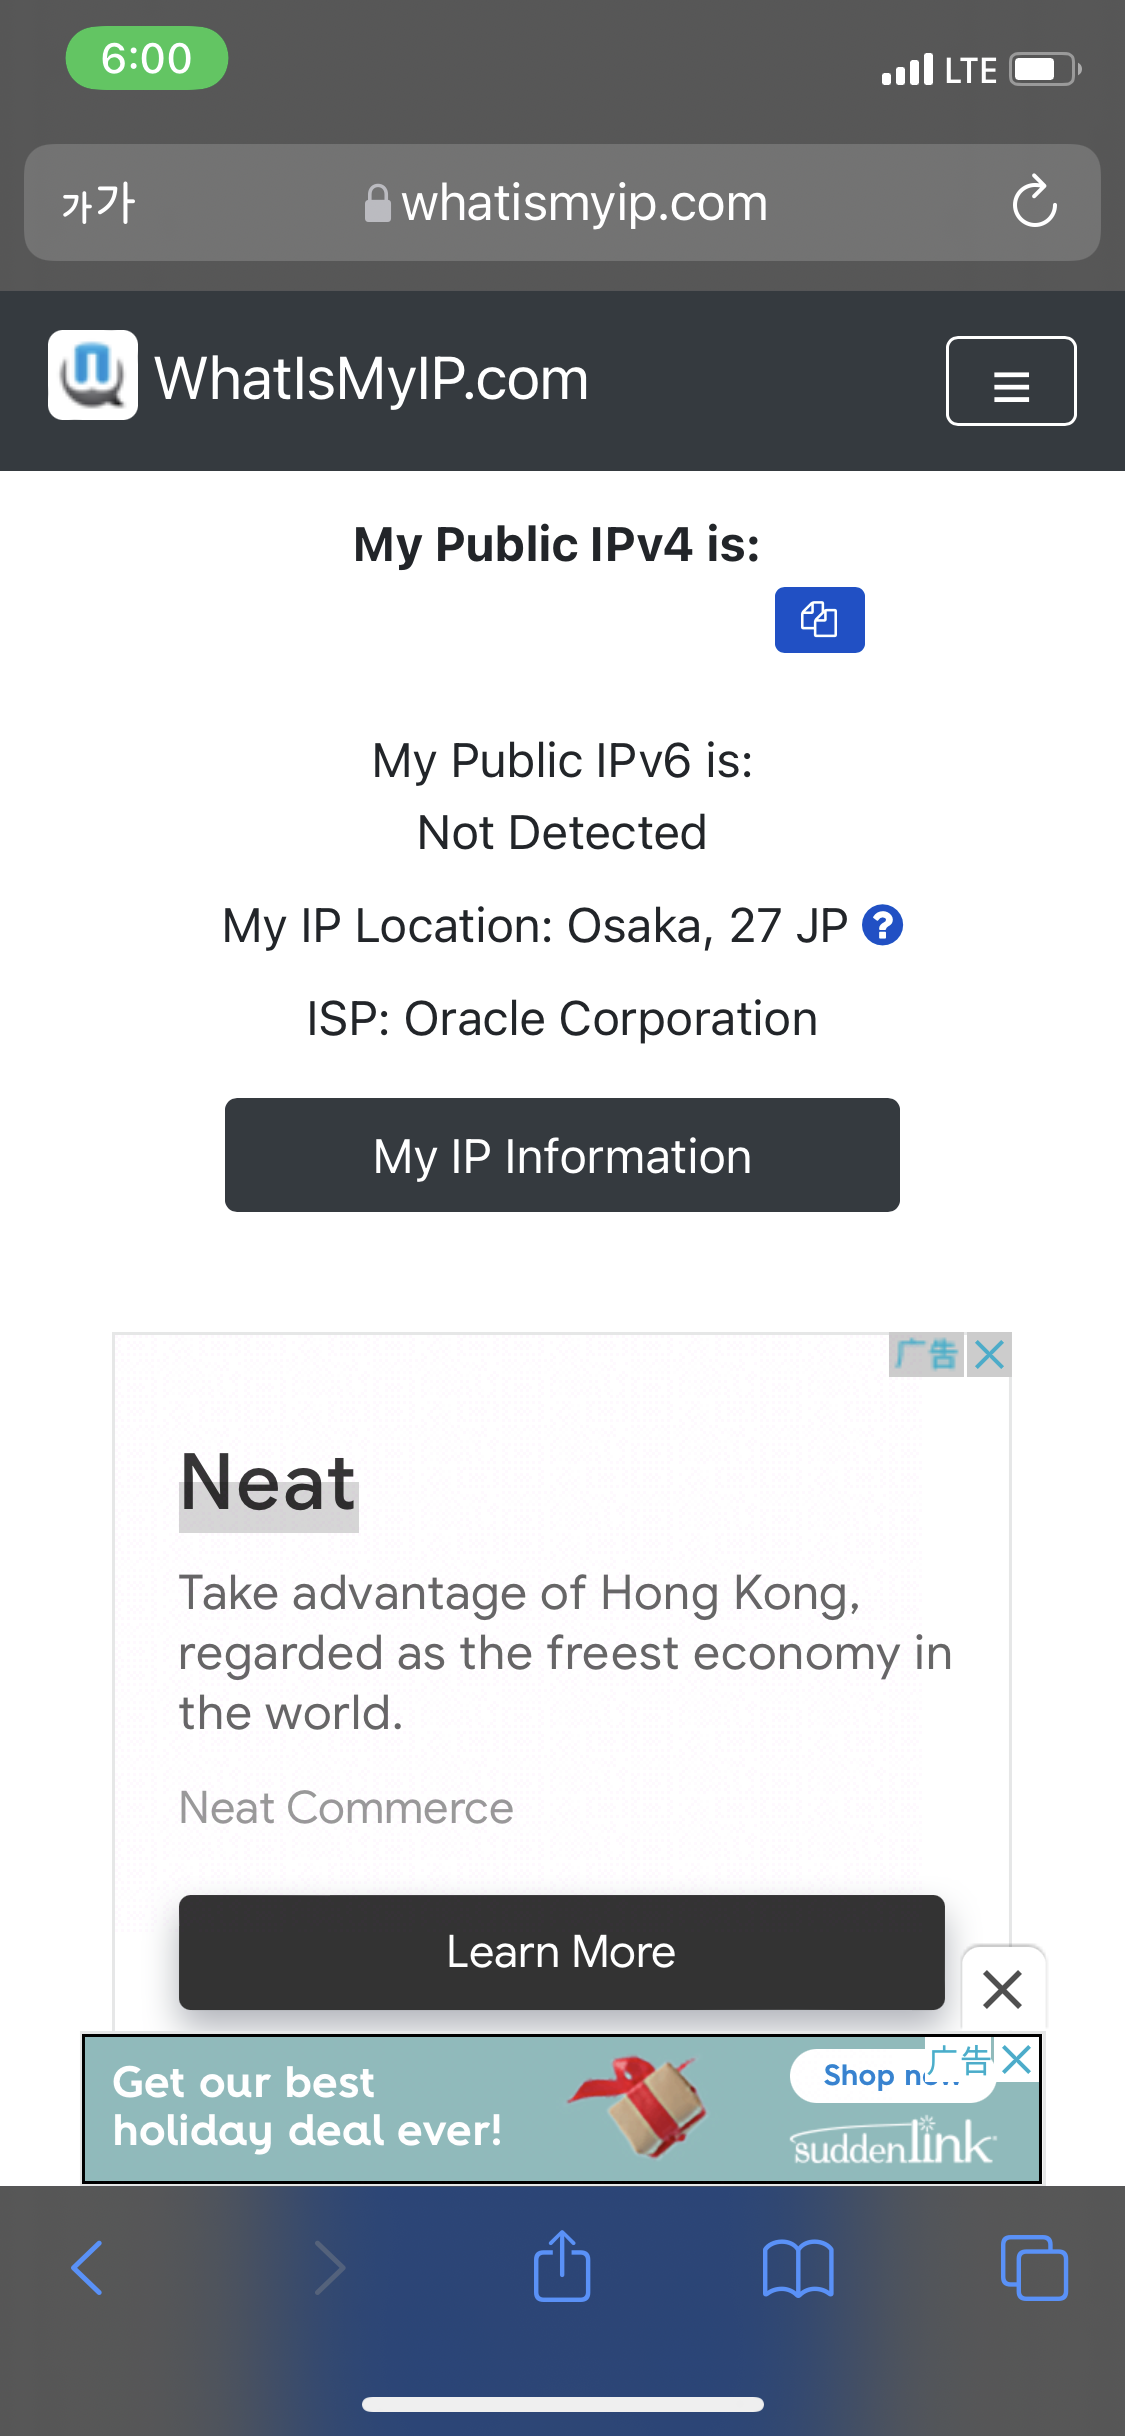 6:00
LTE
가가
whatismyip.com
WhatIsMyIP.com
My Public IPv4 is:
My Public IPv6 is:
Not Detected
My IP Location: Osaka, 27 JP
ISP: Oracle Corporation
My IP Information
广告
Neat
Take advantage of Hong Kong,
regarded as the freest economy in
the world.
Neat Commerce
Learn More
Get our best
holiday deal ever!
Shop now
广告
suddenlink